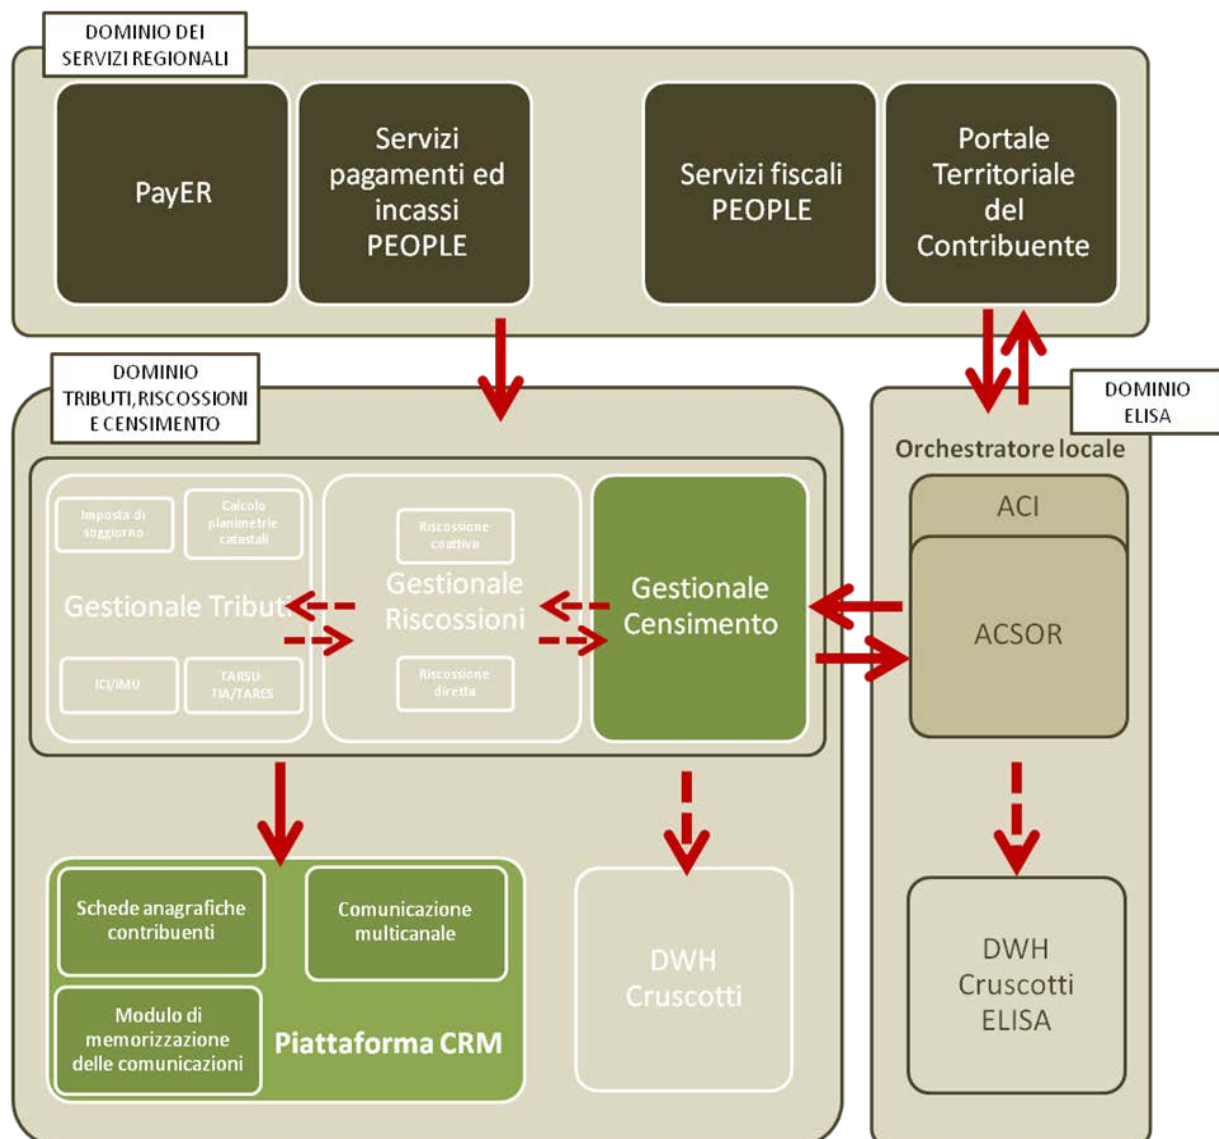 DOMINIO DEI
SERVIZI REGIONALI
PayER
Servizi
pagamenti ed
incassi
PEOPLE
Servizi fiscali
PEOPLE
Portale
Territoriale
del
Contribuente
DOMINIO
TRIBUTI,RISCOSSIONI
E CENSIMENTO
DOMINIO
ELISA
Imposta di
soggiorno
Calcolo
planimetrie
catastali
Gestionale Tributi
ICI/IMU
TARSU-
TIA/TARES
Riscossione
coattiva
Gestionale
Riscossioni
Riscossione
diretta
Gestionale
Censimento
Orchestratore locale
ACI
ACSOR
Schede anagrafiche
contribuenti
Comunicazione
multicanale
Modulo di
memorizzazione
delle comunicazioni
Piattaforma CRM
DWH
Cruscotti
DWH
Cruscotti
ELISA